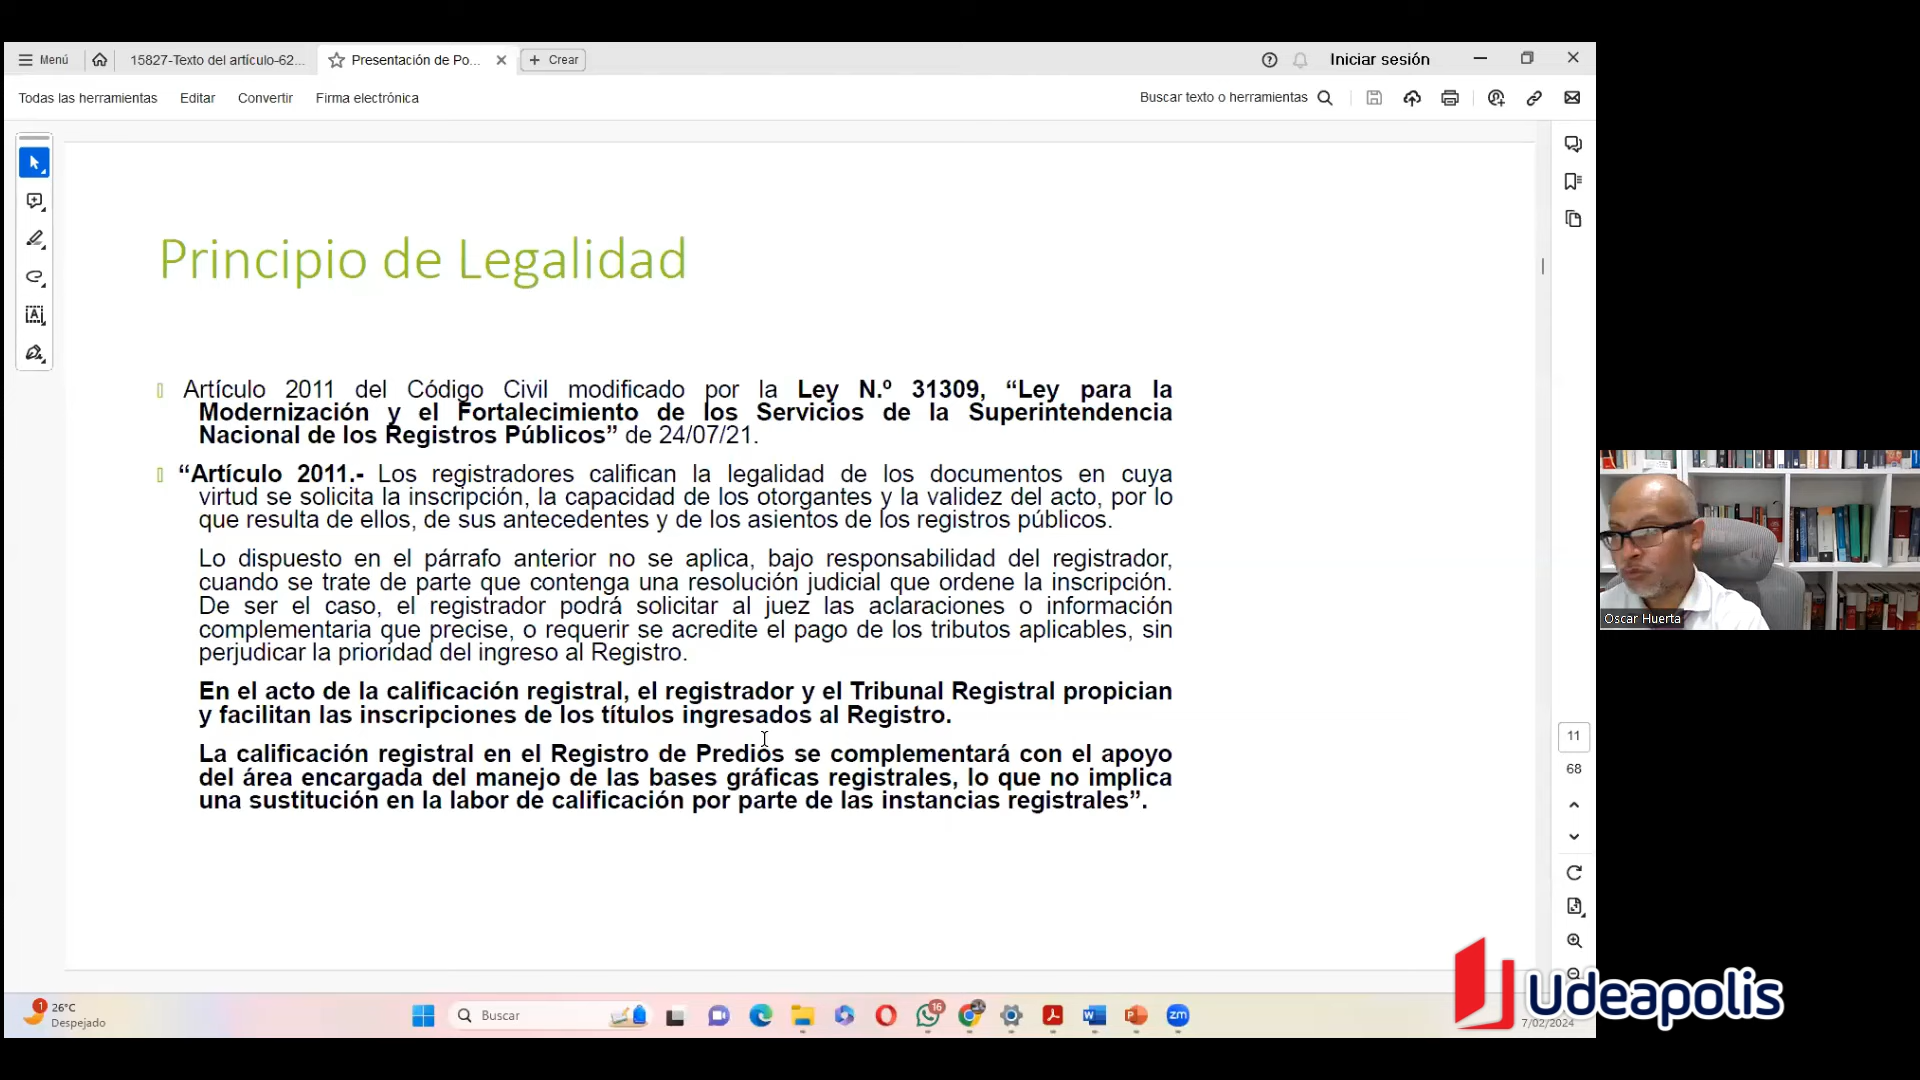 Menú
15827-Texto del artículo-62...
Presentación de Po...
Crear
Iniciar sesión
Todas las herramientas
Editar
Convertir
Firma electrónica
Buscar texto o herramientas
Principio de Legalidad
Artículo 2011 del Código Civil modificado por la Ley N.º 31309, “Ley para la
Modernización y el Fortalecimiento de los Servicios de la Superintendencia
Nacional de los Registros Públicos” de 24/07/21.
“Artículo 2011.- Los registradores califican la legalidad de los documentos en cuya
virtud se solicita la inscripción, la capacidad de los otorgantes y la validez del acto, por lo
que resulta de ellos, de sus antecedentes y de los asientos de los registros públicos.
Lo dispuesto en el párrafo anterior no se aplica, bajo responsabilidad del registrador,
cuando se trate de parte que contenga una resolución judicial que ordene la inscripción.
De ser el caso, el registrador podrá solicitar al juez las aclaraciones o información
complementaria que precise, o requerir se acredite el pago de los tributos aplicables, sin
perjudicar la prioridad del ingreso al Registro.
En el acto de la calificación registral, el registrador y el Tribunal Registral propician
y facilitan las inscripciones de los títulos ingresados al Registro.
La calificación registral en el Registro de Predios se complementará con el apoyo
del área encargada del manejo de las bases gráficas registrales, lo que no implica
una sustitución en la labor de calificación por parte de las instancias registrales”.
11
68
Oscar Huerta
1
26°C
Despejado
Buscar
16
zm
7/02/2024
Udeapolis